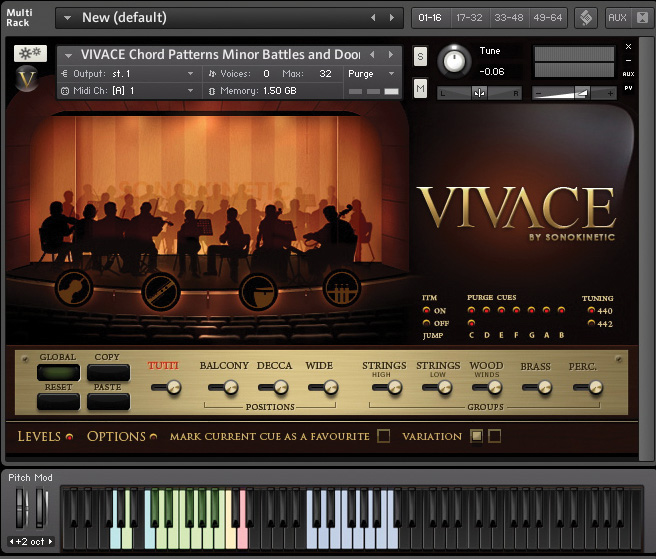 Multi
Rack
New (default)
01-16 17-32 33-48 49-64
AUX
VIVACE Chord Patterns Minor Battles and Doo
Output: st. 1 Voices: 0 Max: 32 Purge
Midi Ch: [A] 1 Memory: 1.50 GB
S
M
Tune
-0.06
L R
AUX
PV
V
SONOKINETIC
VIVACE
BY SONOKINETIC
ITM PURGE CUES TUNING
ON 440
OFF 442
JUMP C D E F G A B
GLOBAL COPY
RESET PASTE
TUTTI BALCONY DECCA WIDE
POSITIONS
STRINGS HIGH STRINGS LOW WOOD WINDS BRASS PERC.
GROUPS
LEVELS OPTIONS MARK CURRENT CUE AS A FAVOURITE VARIATION
Pitch Mod
+2 oct